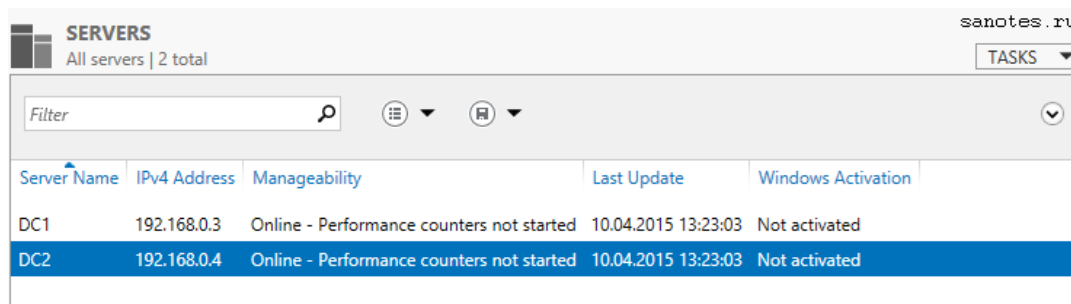 SERVERS
sanotes.ru
All servers | 2 total
TASKS
Filter
Server Name IPv4 Address Manageability Last Update Windows Activation
DC1 192.168.0.3 Online - Performance counters not started 10.04.2015 13:23:03 Not activated
DC2 192.168.0.4 Online - Performance counters not started 10.04.2015 13:23:03 Not activated